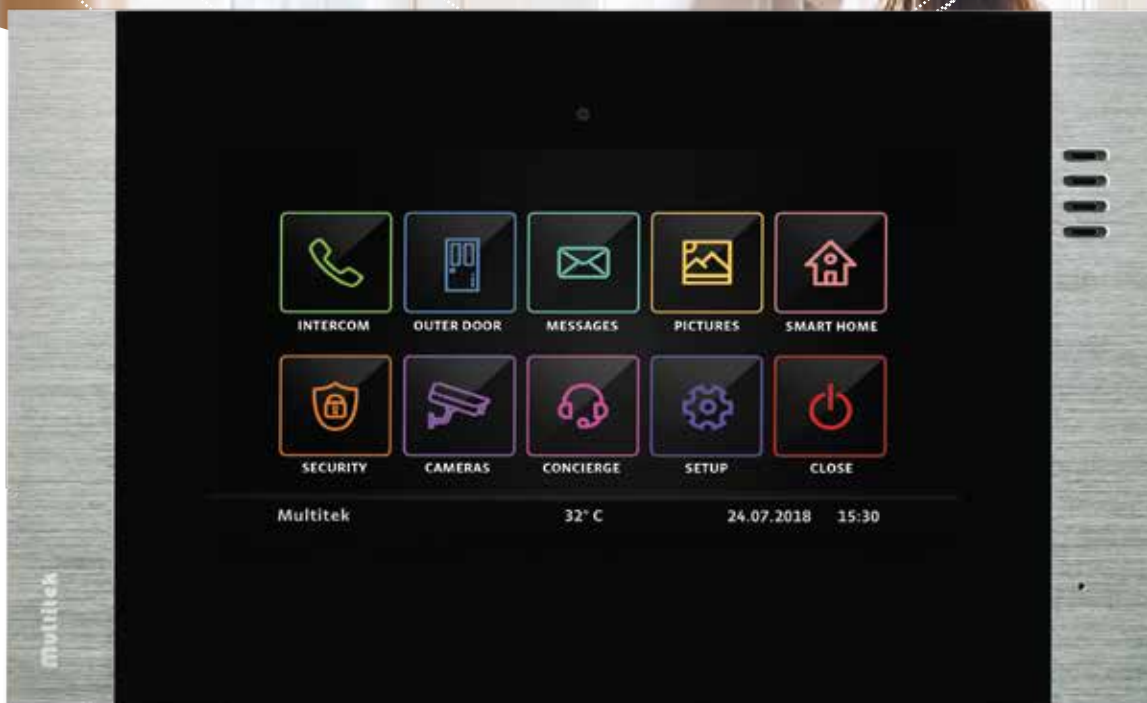 INTERCOM OUTER DOOR MESSAGES PICTURES SMART HOME
SECURITY CAMERAS CONCIERGE SETUP CLOSE
Multitek 32° C 24.07.2018 15:30
multitek